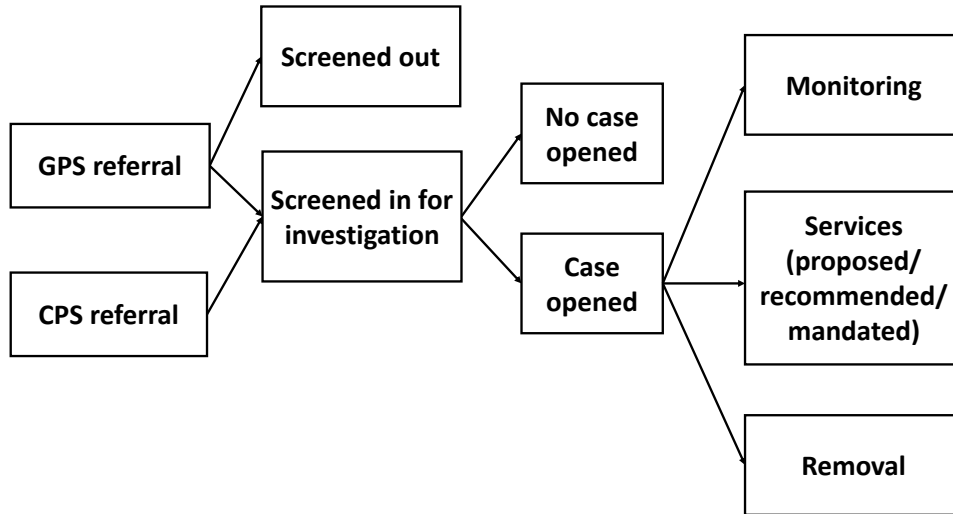 GPS referral
CPS referral
Screened out
Screened in for
investigation
No case
opened
Case
opened
Monitoring
Services
(proposed/
recommended/
mandated)
Removal